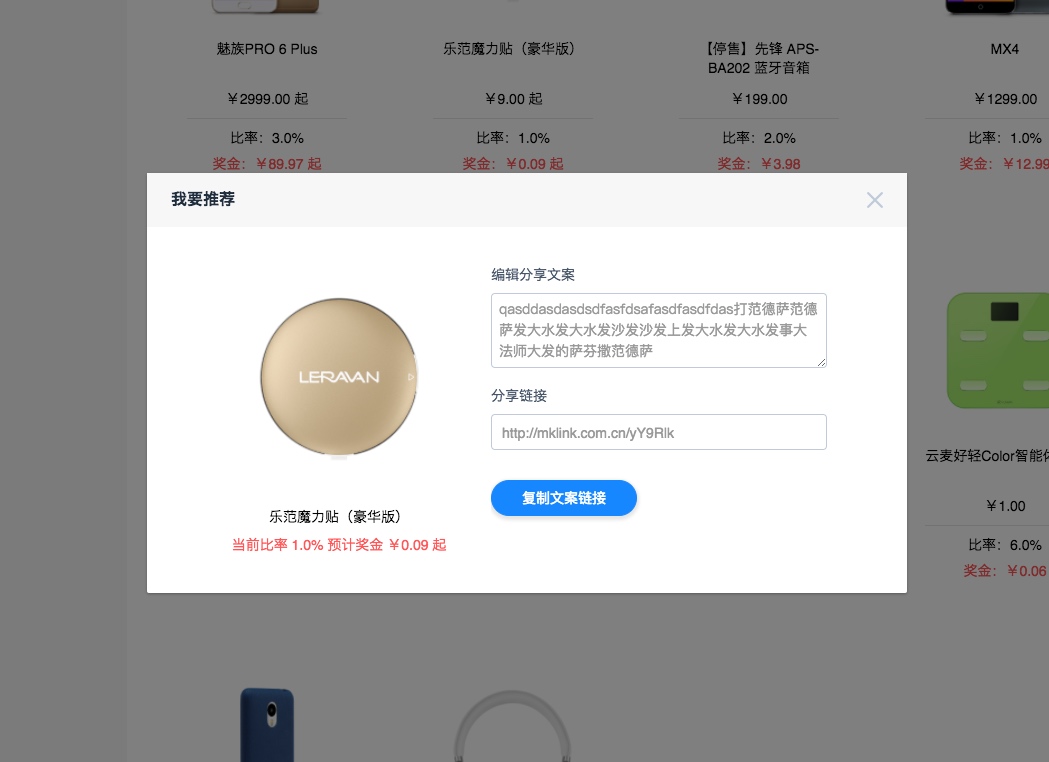 魅族PRO 6 Plus
乐范魔力贴（豪华版）
【停售】先锋 APS-
BA202 蓝牙音箱
MX4
￥2999.00 起
￥9.00 起
￥199.00
￥1299.00
比率：3.0%
比率：1.0%
比率：2.0%
比率：1.0%
奖金：￥89.97 起
奖金：￥0.09 起
奖金：￥3.98
奖金：￥12.99
我要推荐
编辑分享文案
qasddasdasdsdfasfdsafasdfasdfdas打范德萨范德
萨发大水发大水发沙发沙发上发大水发大水发事大
法师大发的萨芬撒范德萨
分享链接
http://mklink.com.cn/yY9Rlk
复制文案链接
LERAVAN
乐范魔力贴（豪华版）
当前比率 1.0% 预计奖金 ￥0.09 起
云麦好轻Color智能
￥1.00
比率：6.0%
奖金：￥0.06